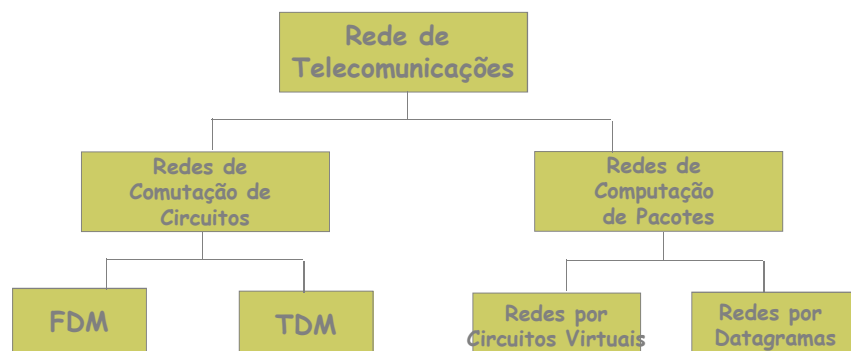 Rede de
Telecomunicações
Redes de
Comutação de
Circuitos
Redes de
Computação
de Pacotes
FDM
TDM
Redes por
Circuitos Virtuais
Redes por
Datagramas